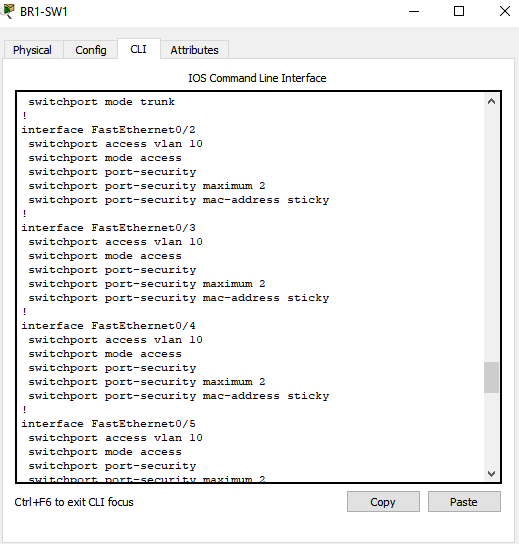 BR1-SW1
Physical Config CLI Attributes
IOS Command Line Interface
switchport mode trunk
!
interface FastEthernet0/2
switchport access vlan 10
switchport mode access
switchport port-security
switchport port-security maximum 2
switchport port-security mac-address sticky
!
interface FastEthernet0/3
switchport access vlan 10
switchport mode access
switchport port-security
switchport port-security maximum 2
switchport port-security mac-address sticky
!
interface FastEthernet0/4
switchport access vlan 10
switchport mode access
switchport port-security
switchport port-security maximum 2
switchport port-security mac-address sticky
!
interface FastEthernet0/5
switchport access vlan 10
switchport mode access
switchport port-security
switchport port-security maximum 2
Ctrl+F6 to exit CLI focus
Copy Paste